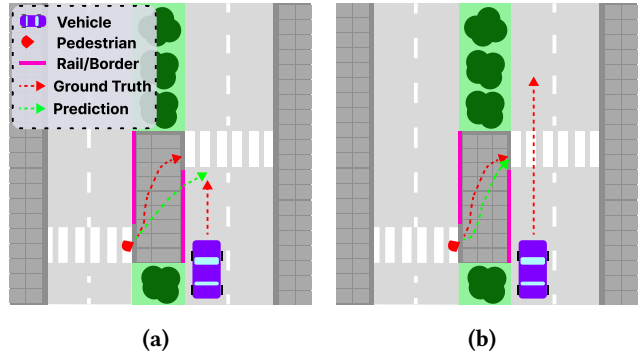 Vehicle
Pedestrian
Rail/Border
Ground Truth
Prediction
(a)
(b)